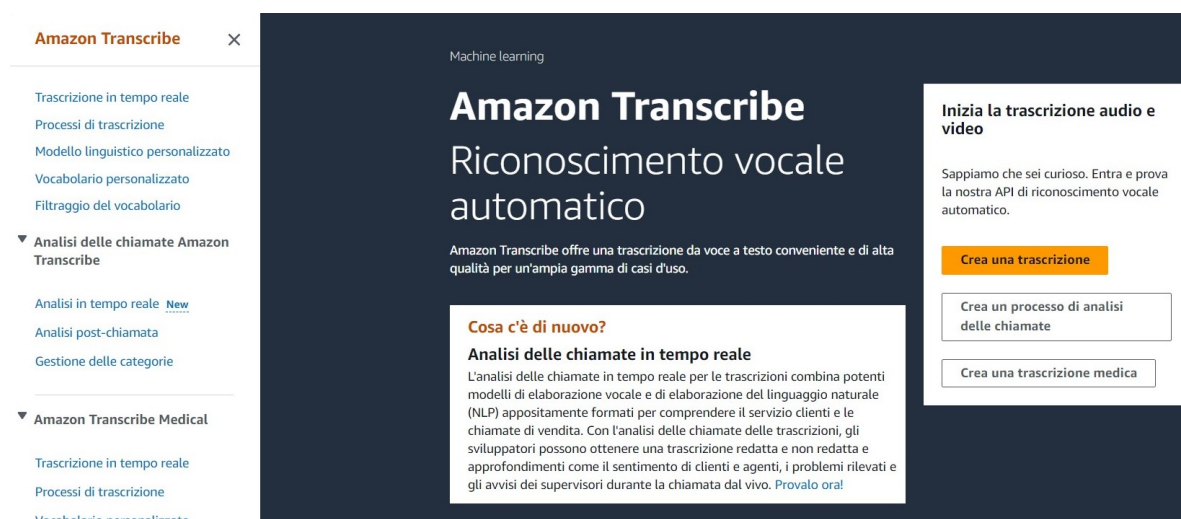 Amazon Transcribe
Trascrizione in tempo reale
Processi di trascrizione
Modello linguistico personalizzato
Vocabolario personalizzato
Filtraggio del vocabolario
Analisi delle chiamate Amazon
Transcribe
Analisi in tempo reale New
Analisi post-chiamata
Gestione delle categorie
Amazon Transcribe Medical
Trascrizione in tempo reale
Processi di trascrizione
Machine learning
Amazon Transcribe
Riconoscimento vocale
automatico
Amazon Transcribe offre una trascrizione da voce a testo conveniente e di alta
qualità per un'ampia gamma di casi d'uso.
Cosa c'è di nuovo?
Analisi delle chiamate in tempo reale
L'analisi delle chiamate in tempo reale per le trascrizioni combina potenti
modelli di elaborazione vocale e di elaborazione del linguaggio naturale
(NLP) appositamente formati per comprendere il servizio clienti e le
chiamate di vendita. Con l'analisi delle chiamate delle trascrizioni, gli
sviluppatori possono ottenere una trascrizione redatta e non redatta e
approfondimenti come il sentimento di clienti e agenti, i problemi rilevati e
gli avvisi dei supervisori durante la chiamata dal vivo. Provalo ora!
Inizia la trascrizione audio e
video
Sappiamo che sei curioso. Entra e prova
la nostra API di riconoscimento vocale
automatico.
Crea una trascrizione
Crea un processo di analisi
delle chiamate
Crea una trascrizione medica